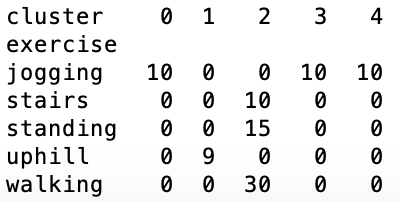 cluster 0 1 2 3 4
exercise
jogging 10 0 0 10 10
stairs 0 0 10 0 0
standing 0 0 15 0 0
uphill 0 9 0 0 0
walking 0 0 30 0 0